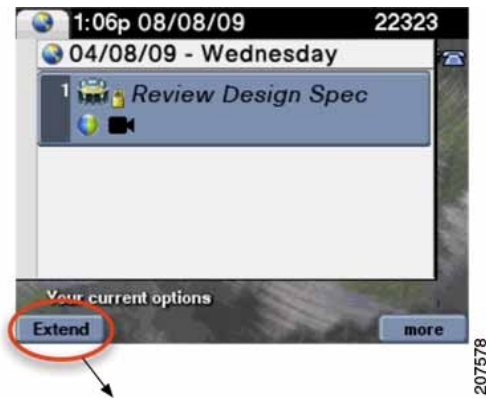 1:06p 08/08/09 22323
04/08/09 - Wednesday
1 Review Design Spec
Your current options
Extend more
207578